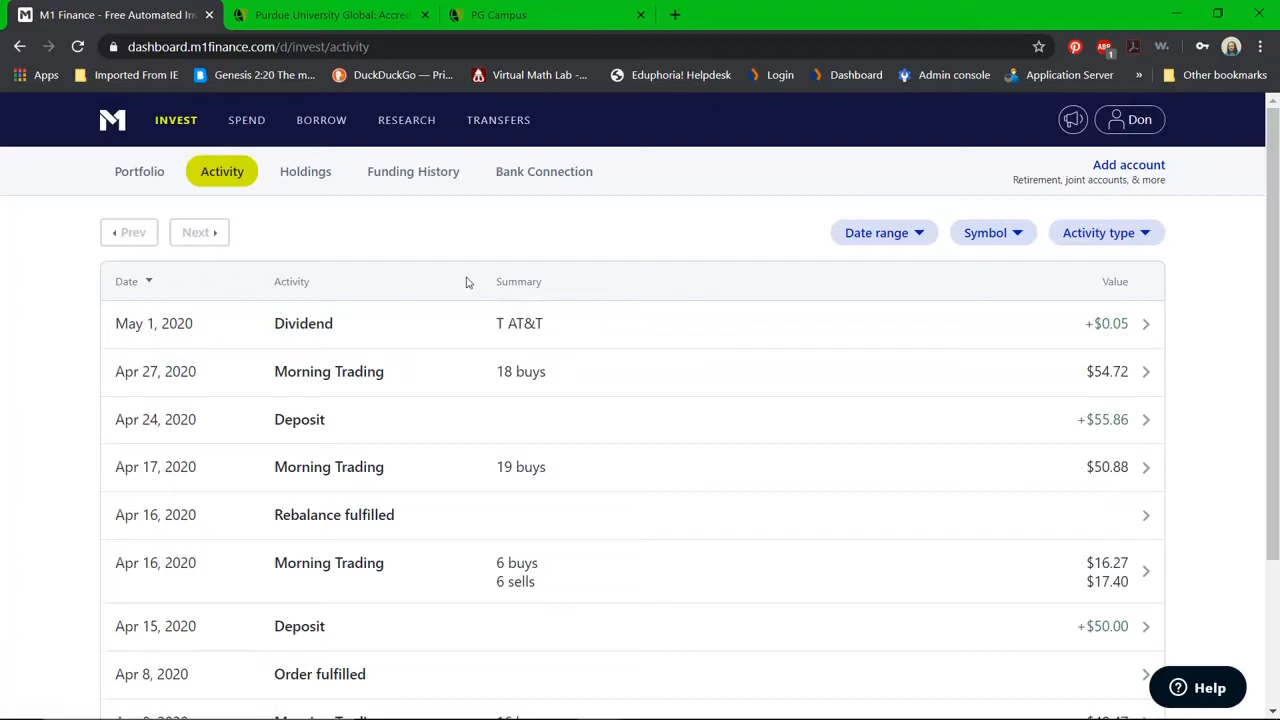 M1 Finance - Free Automated In
Purdue University Global: Accred
PG Campus
dashboard.m1finance.com/d/invest/activity
ABP
1
W.
Apps
Imported From IE
Genesis 2:20 The m...
DuckDuckGo — Pri...
Virtual Math Lab -...
Eduphoria! Helpdesk
Login
Dashboard
Admin console
Application Server
»
Other bookmarks
INVEST
SPEND
BORROW
RESEARCH
TRANSFERS
Don
Portfolio
Activity
Holdings
Funding History
Bank Connection
Add account
Retirement, joint accounts, & more
Prev
Next
Date range
Symbol
Activity type
Date Activity Summary Value
May 1, 2020 Dividend T AT&T +$0.05
Apr 27, 2020 Morning Trading 18 buys $54.72
Apr 24, 2020 Deposit +$55.86
Apr 17, 2020 Morning Trading 19 buys $50.88
Apr 16, 2020 Rebalance fulfilled
Apr 16, 2020 Morning Trading 6 buys $16.27
6 sells $17.40
Apr 15, 2020 Deposit +$50.00
Apr 8, 2020 Order fulfilled
Help